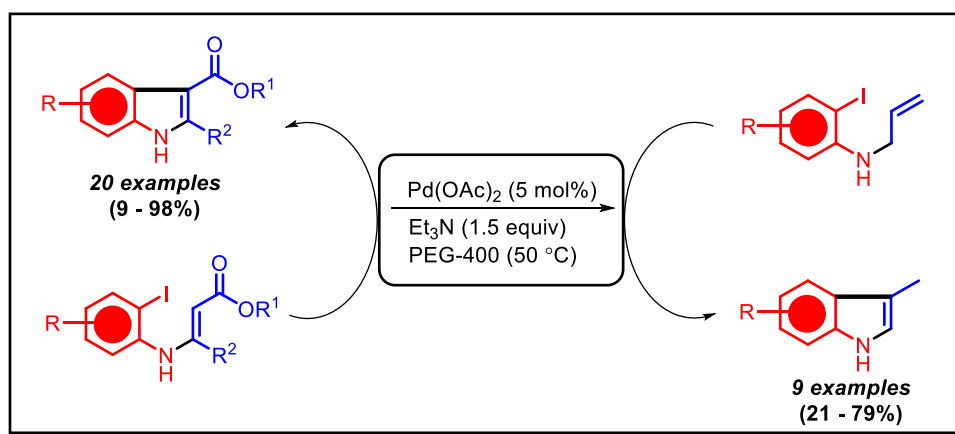 O
R
OR¹
N
H
R²
20 examples
(9 - 98%)
I
R
N
H
Pd(OAc)₂ (5 mol%)
Et₃N (1.5 equiv)
PEG-400 (50 °C)
O
I
R
OR¹
N
H
R²
R
N
H
9 examples
(21 - 79%)